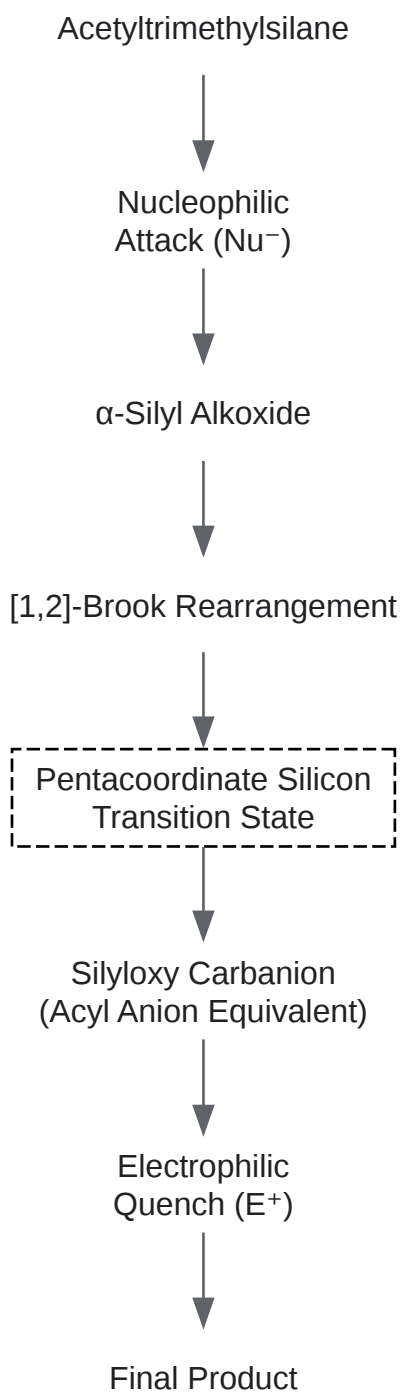 Acetyltrimethylsilane
Nucleophilic
Attack (Nu⁻)
α-Silyl Alkoxide
[1,2]-Brook Rearrangement
Pentacoordinate Silicon
Transition State
Silyloxy Carbanion
(Acyl Anion Equivalent)
Electrophilic
Quench (E⁺)
Final Product